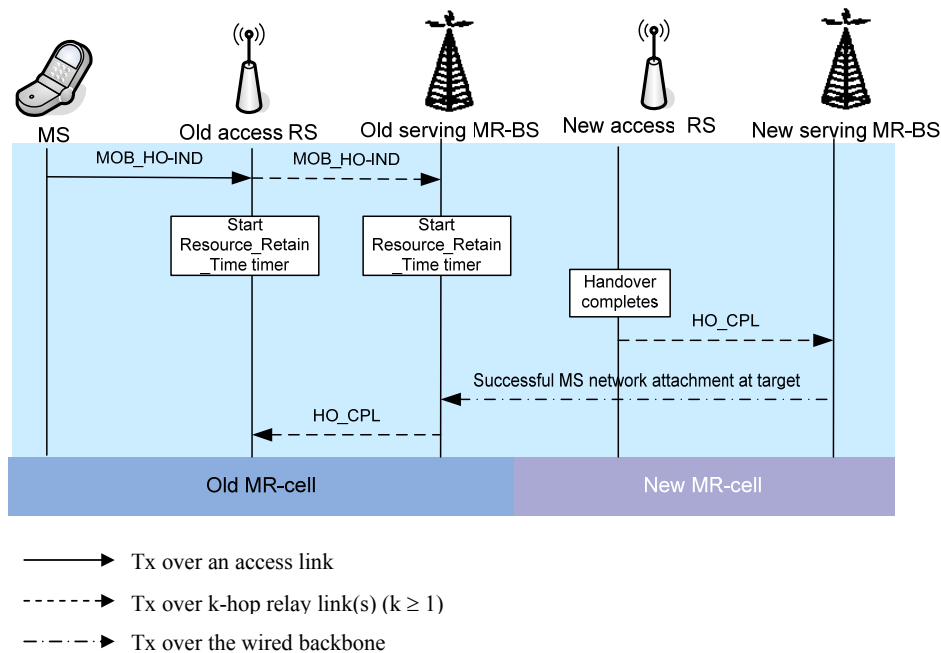 MS
Old access RS
Old serving MR-BS
New access RS
New serving MR-BS
MOB_HO-IND
MOB_HO-IND
Start
Resource_Retain
_Time timer
Start
Resource_Retain
_Time timer
Handover
completes
HO_CPL
Successful MS network attachment at target
HO_CPL
Old MR-cell
New MR-cell
Tx over an access link
Tx over k-hop relay link(s) (k ≥ 1)
Tx over the wired backbone